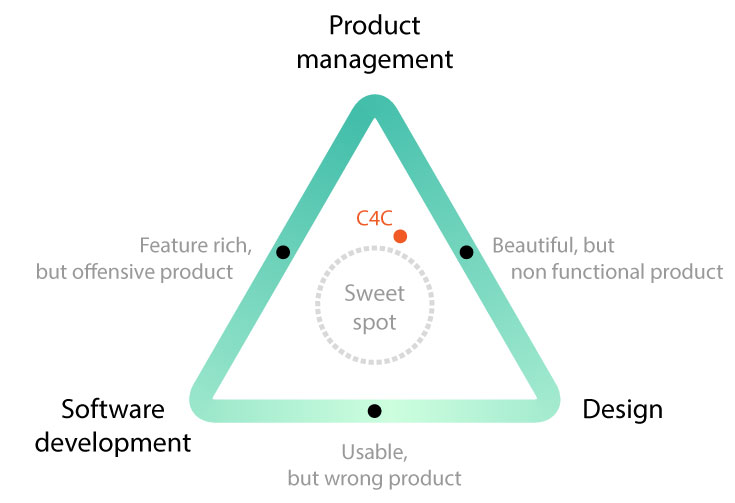 Product
management
C4C
Feature rich,
but offensive product
Beautiful, but
non functional product
Sweet
spot
Software
development
Design
Usable,
but wrong product